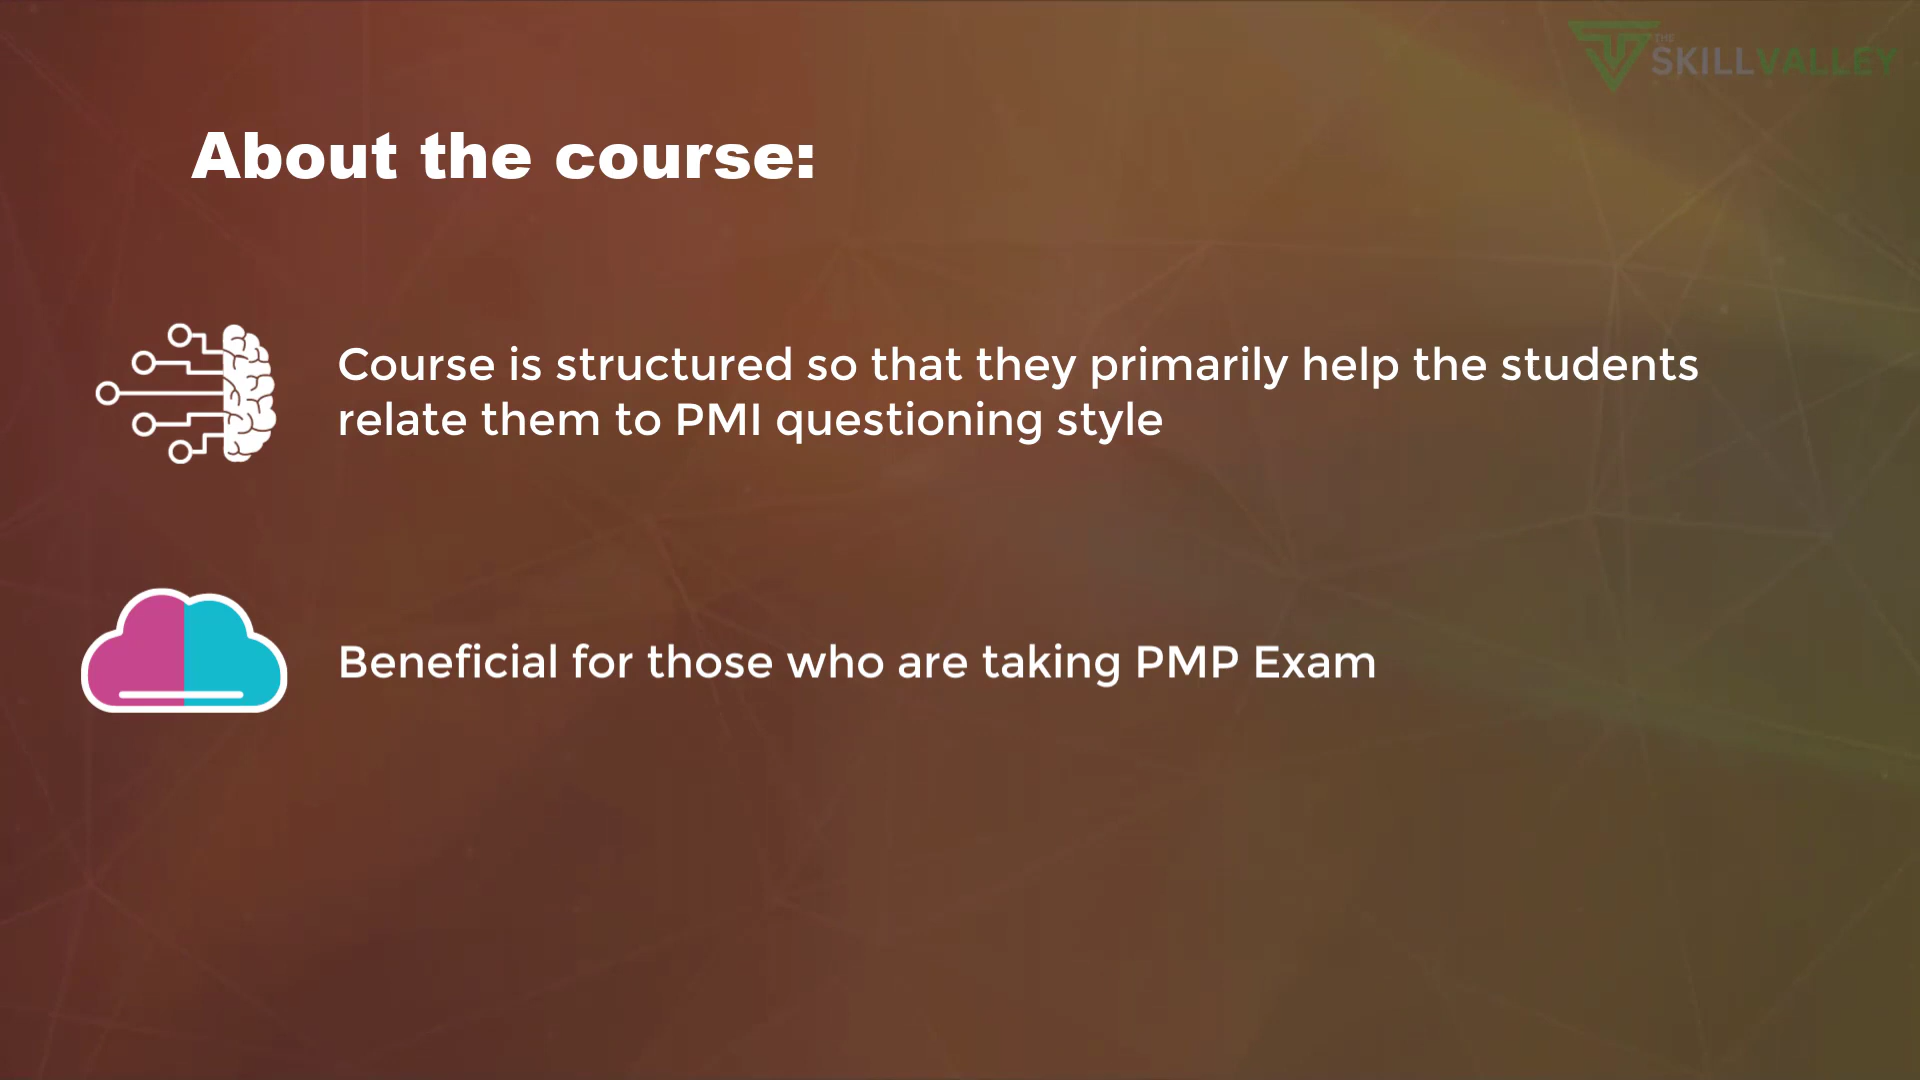 THE
SKILLVALLEY
About the course:
Course is structured so that they primarily help the students
relate them to PMI questioning style
Beneficial for those who are taking PMP Exam